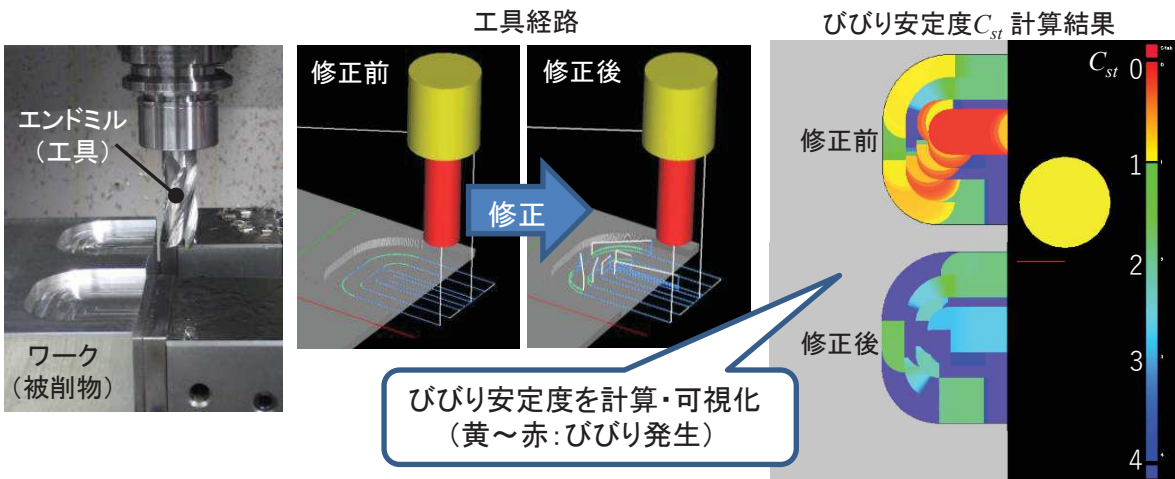 工具経路
びびり安定度Cst 計算結果
エンドミル
(工具)
ワーク
(被削物)
修正前
修正後
修正
修正前
修正後
Cst
0
1
2
3
4
びびり安定度を計算・可視化
(黄～赤:びびり発生)